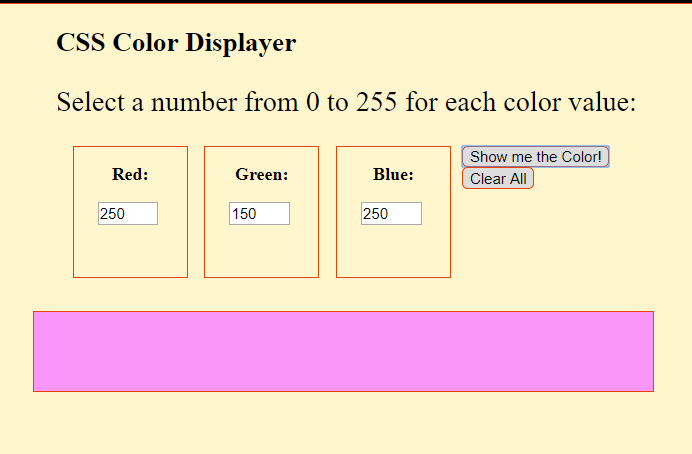 CSS Color Displayer
Select a number from 0 to 255 for each color value:
Red: Green: Blue: Show me the Color!
Clear All
250 150 250